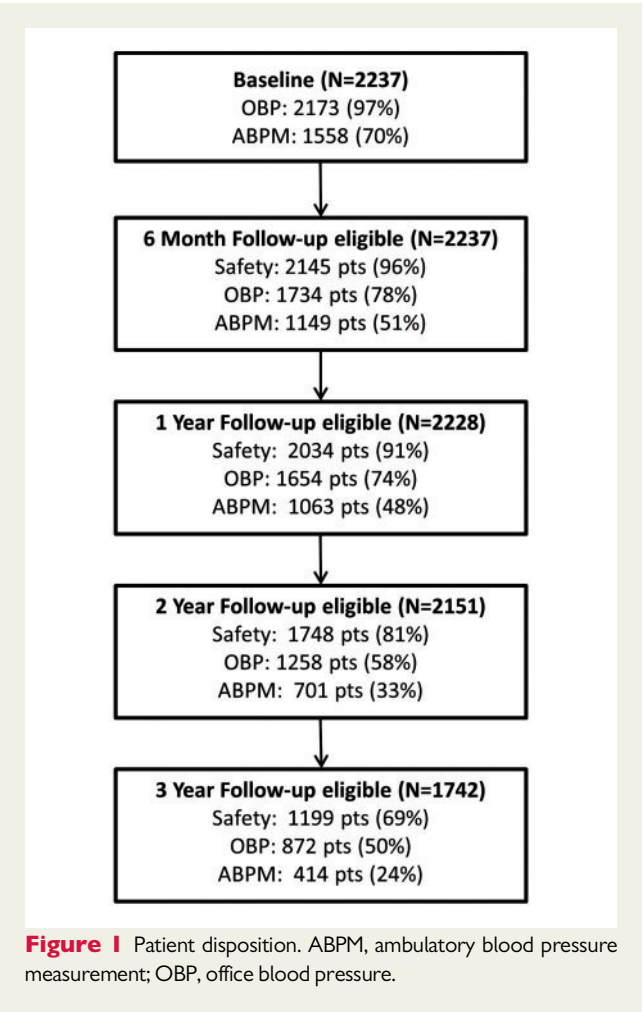 Baseline (N=2237)
OBP: 2173 (97%)
ABPM: 1558 (70%)
6 Month Follow-up eligible (N=2237)
Safety: 2145 pts (96%)
OBP: 1734 pts (78%)
ABPM: 1149 pts (51%)
1 Year Follow-up eligible (N=2228)
Safety: 2034 pts (91%)
OBP: 1654 pts (74%)
ABPM: 1063 pts (48%)
2 Year Follow-up eligible (N=2151)
Safety: 1748 pts (81%)
OBP: 1258 pts (58%)
ABPM: 701 pts (33%)
3 Year Follow-up eligible (N=1742)
Safety: 1199 pts (69%)
OBP: 872 pts (50%)
ABPM: 414 pts (24%)
Figure 1 Patient disposition. ABPM, ambulatory blood pressure
measurement; OBP, office blood pressure.